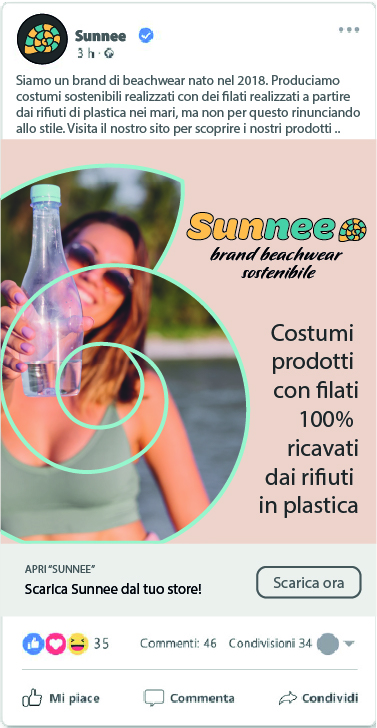 Sunnee
3 h ·
Siamo un brand di beachwear nato nel 2018. Produciamo
costumi sostenibili realizzati con dei filati realizzati a partire
dai rifiuti di plastica nei mari, ma non per questo rinunciando
allo stile. Visita il nostro sito per scoprire i nostri prodotti ..
Sunnee
brand beachwear
sostenibile
Costumi
prodotti
con filati
100%
ricavati
dai rifiuti
in plastica
APRI “SUNNEE”
Scarica Sunnee dal tuo store!
Scarica ora
35 Commenti: 46 Condivisioni 34
Mi piace Commenta Condividi